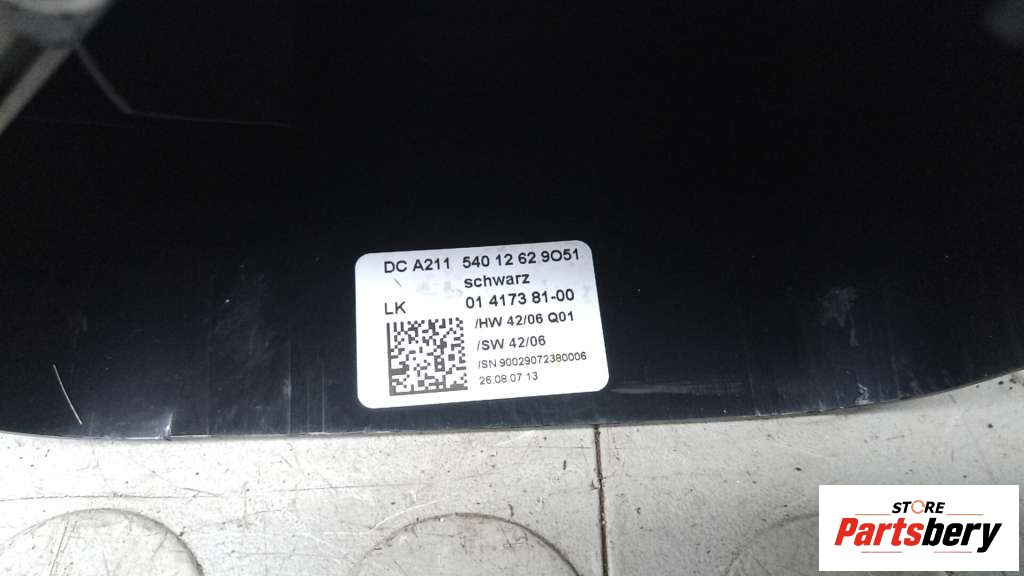 DC A211 540 12 62 9O51
schwarz
LK 01 4173 81-00
/HW 42/06 Q01
/SW 42/06
/SN 90029072380006
26.08.07 13
STORE
Partsbery